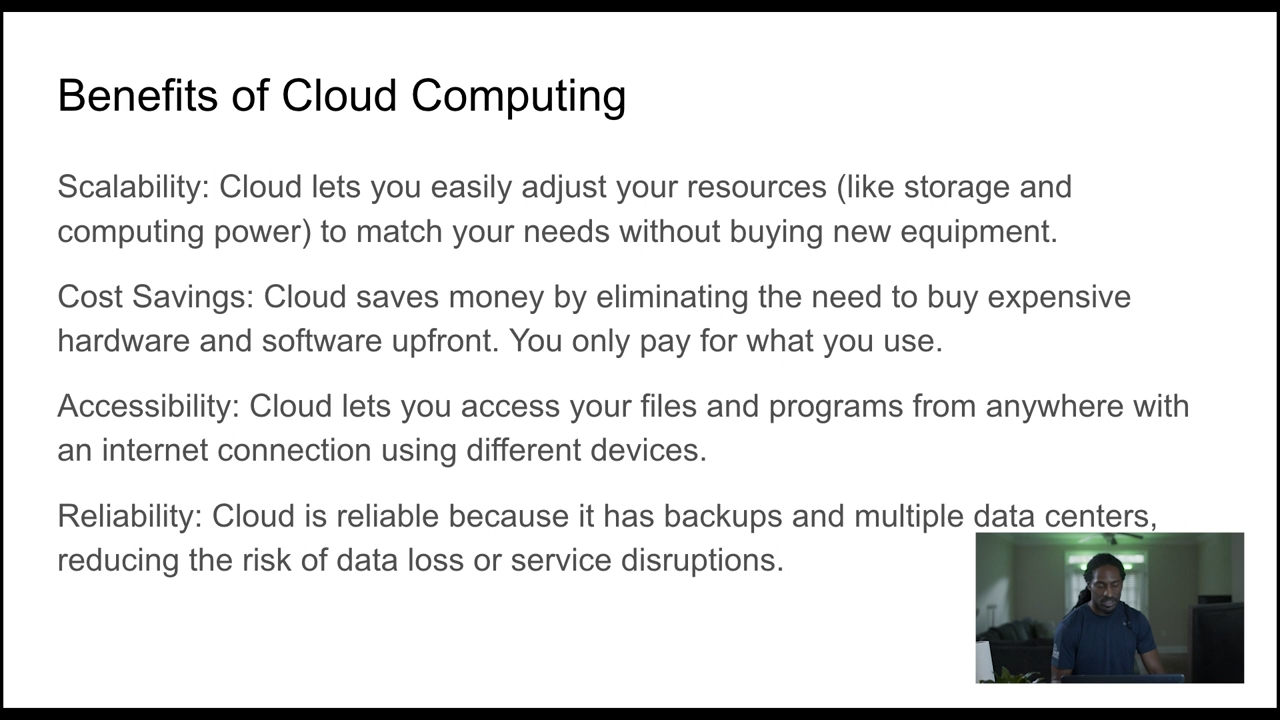 Benefits of Cloud Computing
Scalability: Cloud lets you easily adjust your resources (like storage and
computing power) to match your needs without buying new equipment.
Cost Savings: Cloud saves money by eliminating the need to buy expensive
hardware and software upfront. You only pay for what you use.
Accessibility: Cloud lets you access your files and programs from anywhere with
an internet connection using different devices.
Reliability: Cloud is reliable because it has backups and multiple data centers,
reducing the risk of data loss or service disruptions.